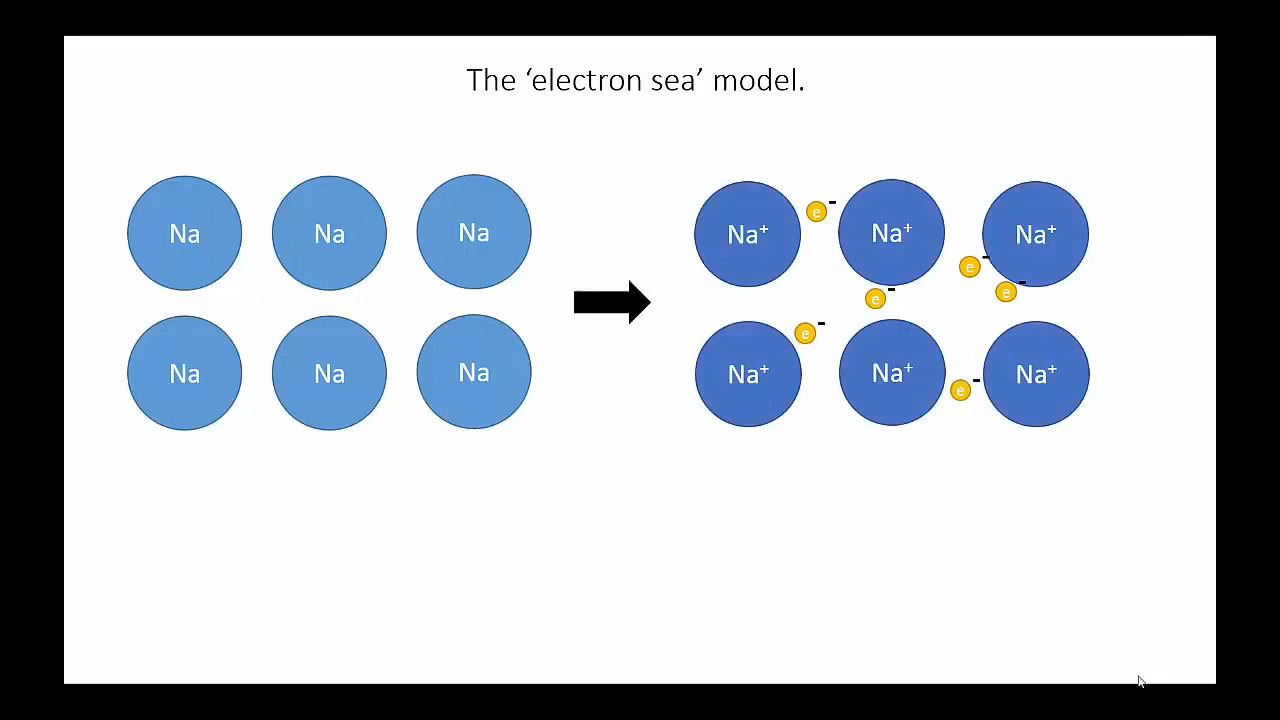 The ‘electron sea’ model.
Na Na Na
Na Na Na
Na⁺ e⁻ Na⁺ Na⁺
e⁻ e⁻
e⁻ e⁻
Na⁺ Na⁺ e⁻ Na⁺